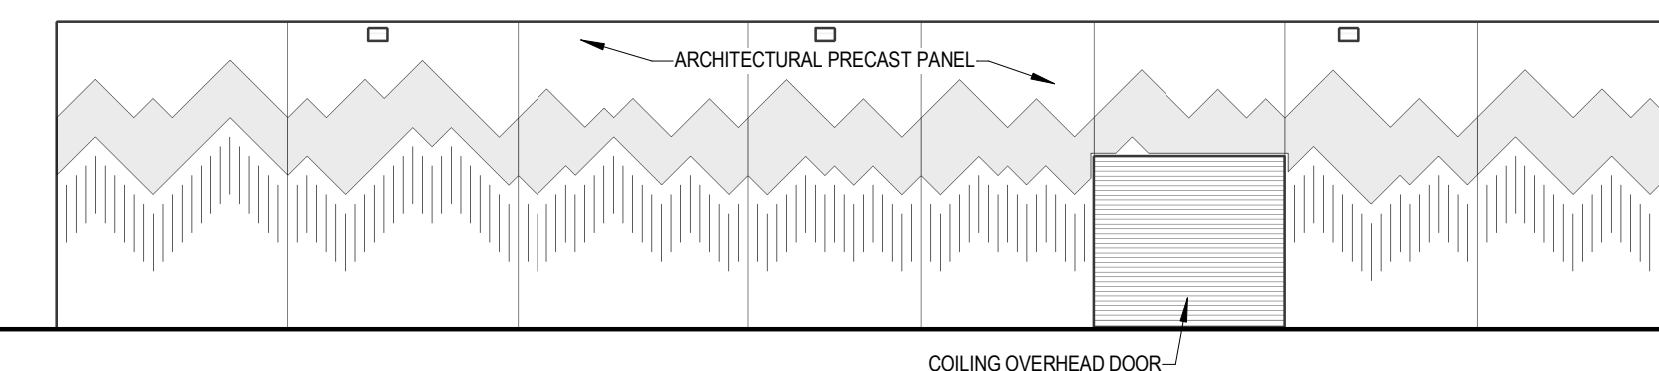 ARCHITECTURAL PRECAST PANEL
COILING OVERHEAD DOOR